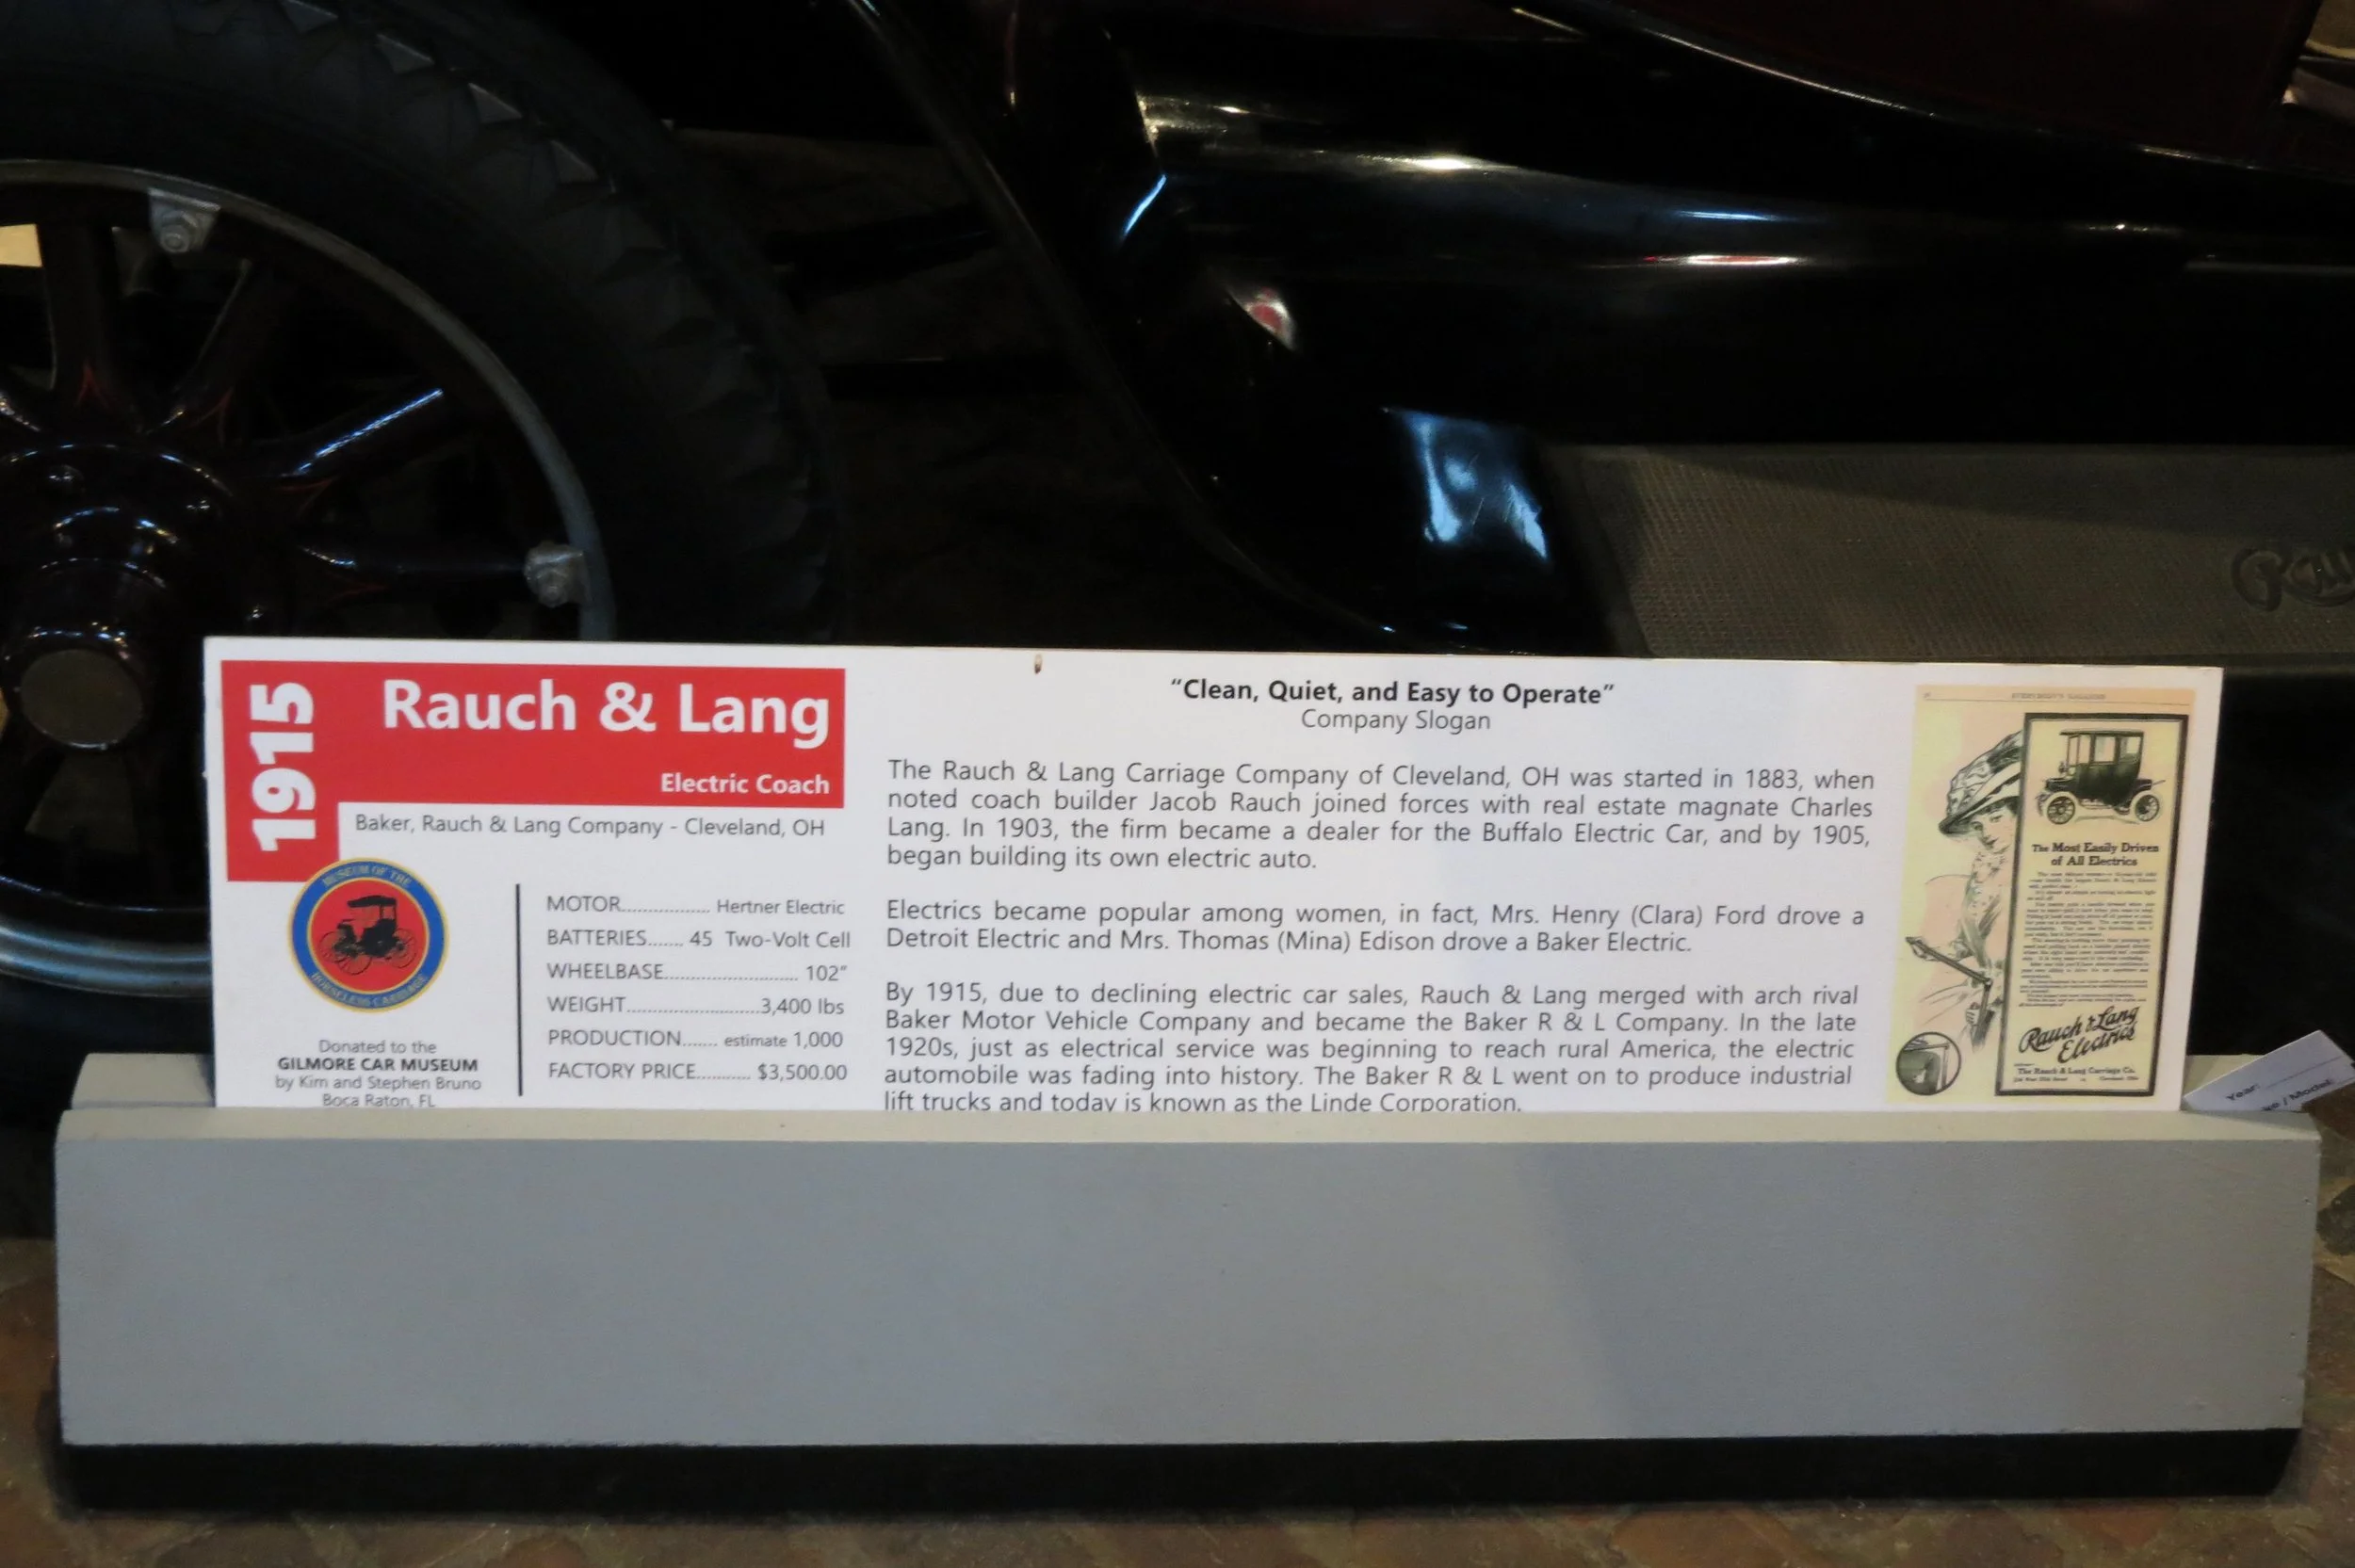 Rau
1915
Rauch & Lang
Electric Coach
Baker, Rauch & Lang Company - Cleveland, OH
MUSEUM OF THE
HORSELESS CARRIAGE
Donated to the
GILMORE CAR MUSEUM
by Kim and Stephen Bruno
Boca Raton, FL
MOTOR................. Hertner Electric
BATTERIES....... 45 Two-Volt Cell
WHEELBASE.......................... 102"
WEIGHT..........................3,400 lbs
PRODUCTION....... estimate 1,000
FACTORY PRICE.......... $3,500.00
“Clean, Quiet, and Easy to Operate”
Company Slogan
The Rauch & Lang Carriage Company of Cleveland, OH was started in 1883, when
noted coach builder Jacob Rauch joined forces with real estate magnate Charles
Lang. In 1903, the firm became a dealer for the Buffalo Electric Car, and by 1905,
began building its own electric auto.
Electrics became popular among women, in fact, Mrs. Henry (Clara) Ford drove a
Detroit Electric and Mrs. Thomas (Mina) Edison drove a Baker Electric.
By 1915, due to declining electric car sales, Rauch & Lang merged with arch rival
Baker Motor Vehicle Company and became the Baker R & L Company. In the late
1920s, just as electrical service was beginning to reach rural America, the electric
automobile was fading into history. The Baker R & L went on to produce industrial
lift trucks and today is known as the Linde Corporation.
The Most Easily Driven
of All Electrics
Rauch & Lang
Electrics
The Rauch & Lang Carriage Co.
Year:
/ Model: